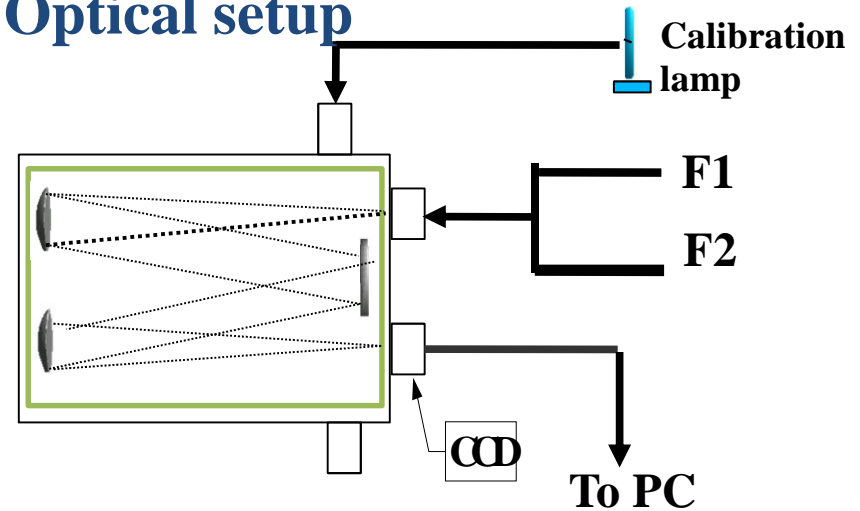 Optical setup
Calibration
lamp
F1
F2
CCD
To PC